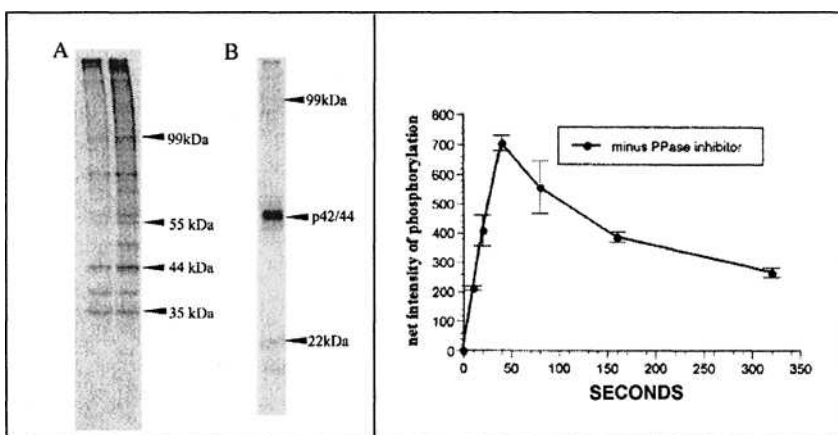 A
99kDa
55 kDa
44 kDa
35 kDa
B
99kDa
p42/44
22kDa
net intensity of phosphorylation
800
700
600
500
400
300
200
100
0
minus PPase inhibitor
0 50 100 150 200 250 300 350
SECONDS